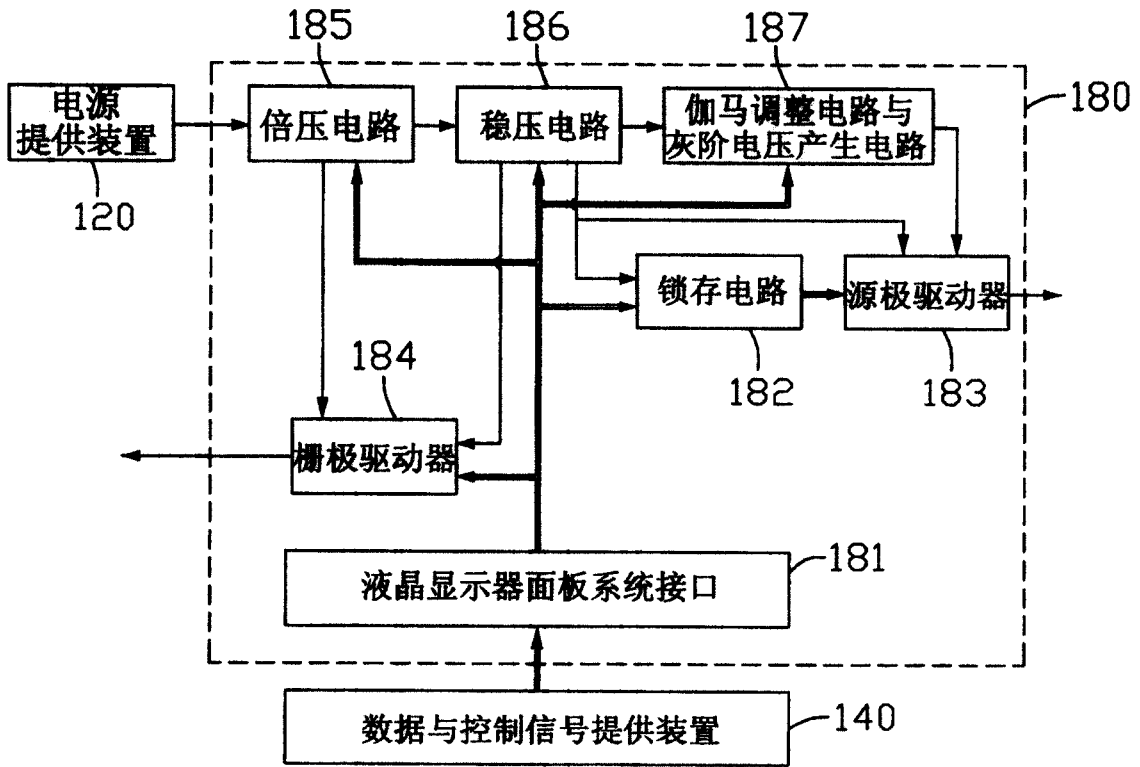 185
186
187
180
电源
提供装置
倍压电路
稳压电路
伽马调整电路与
灰阶电压产生电路
120
锁存电路
源极驱动器
184
182
183
栅极驱动器
181
液晶显示器面板系统接口
140
数据与控制信号提供装置